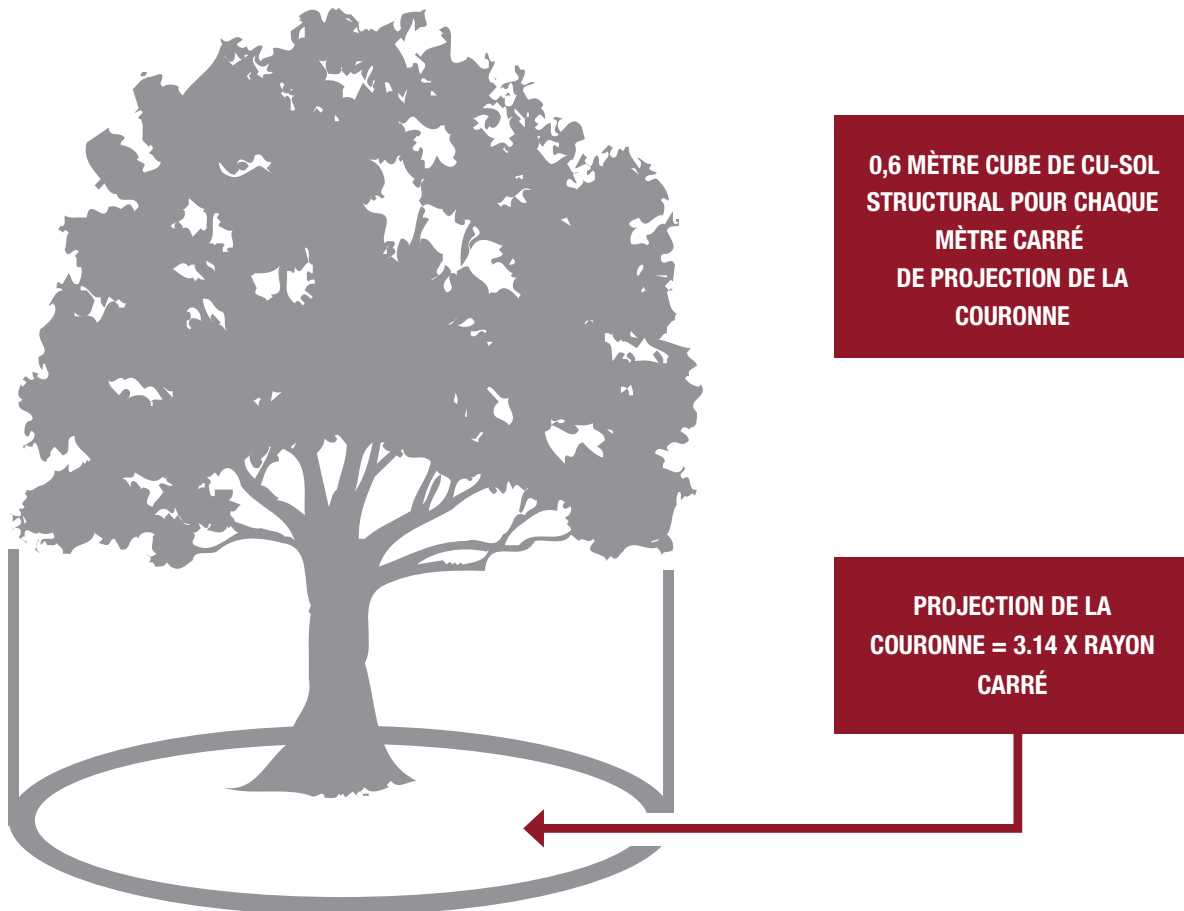 0,6 MÈTRE CUBE DE CU-SOL
STRUCTURAL POUR CHAQUE
MÈTRE CARRÉ
DE PROJECTION DE LA
COURONNE
PROJECTION DE LA
COURONNE = 3.14 X RAYON
CARRÉ